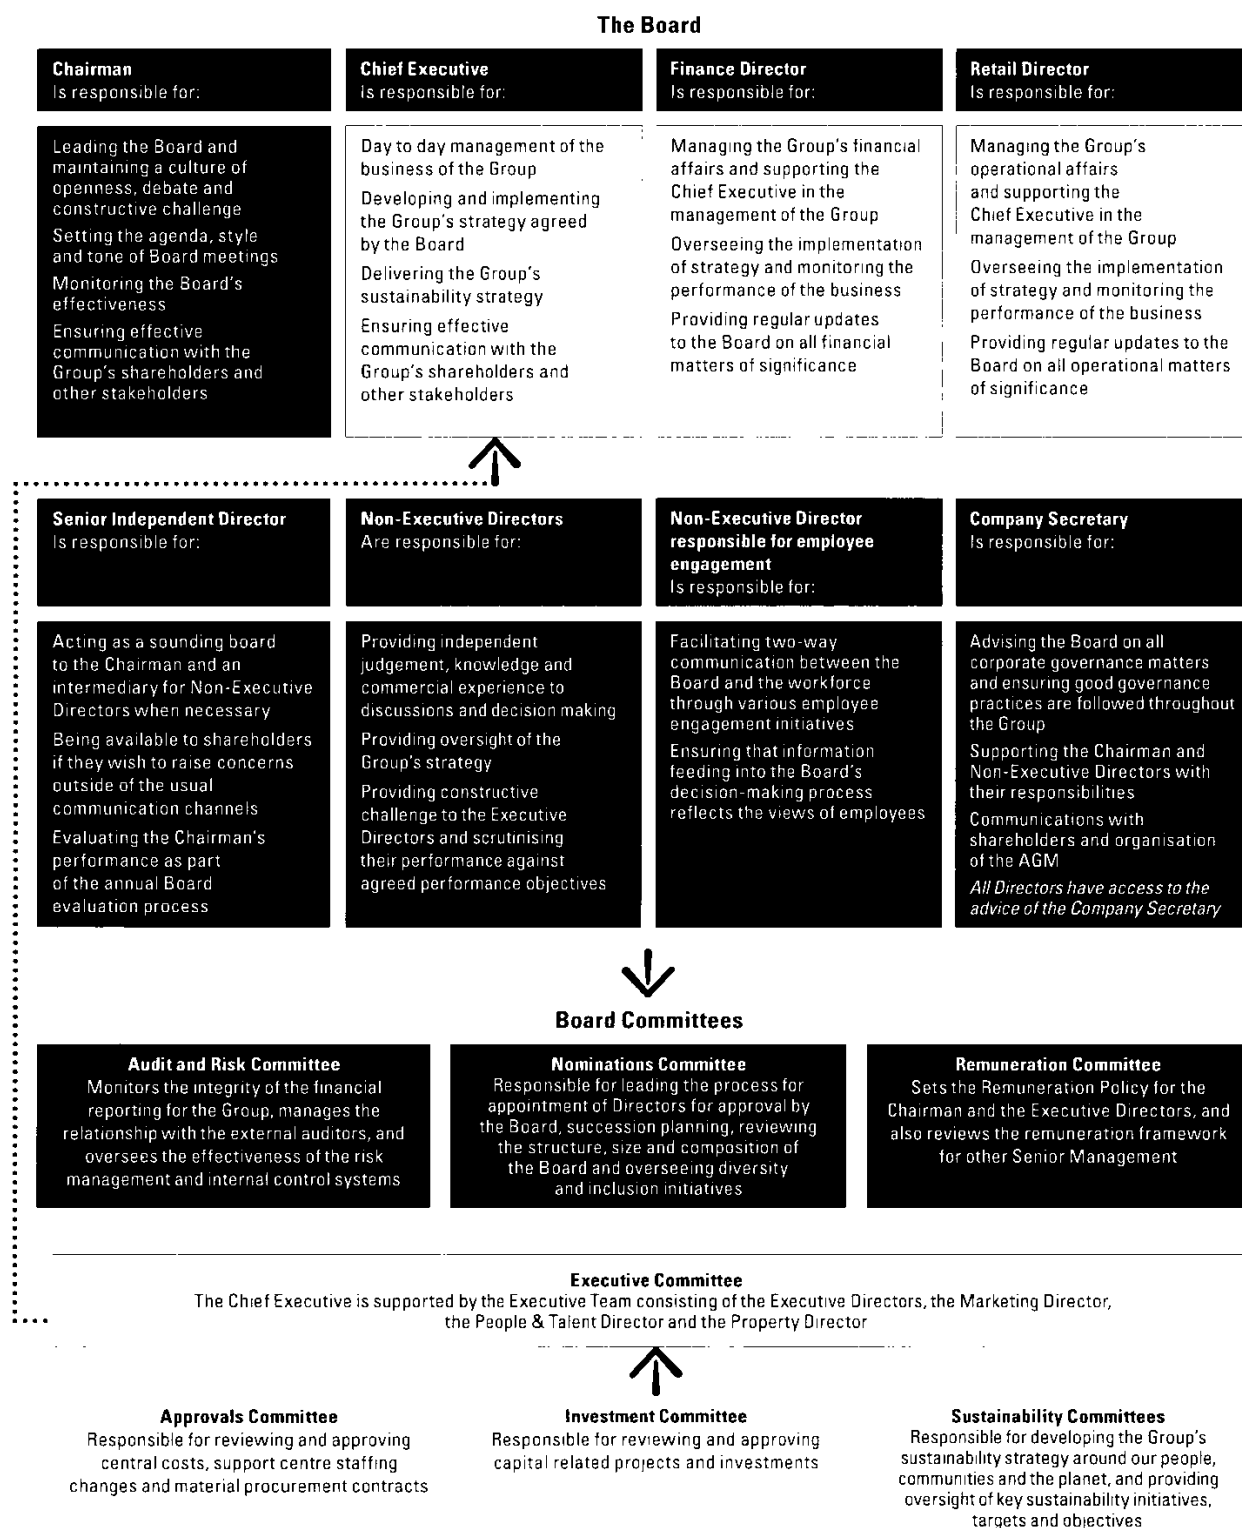 The Board
Chairman
Is responsible for:
Leading the Board and
maintaining a culture of
openness, debate and
constructive challenge
Setting the agenda, style
and tone of Board meetings
Monitoring the Board's
effectiveness
Ensuring effective
communication with the
Group's shareholders and
other stakeholders
Chief Executive
Is responsible for:
Day to day management of the
business of the Group
Developing and implementing
the Group's strategy agreed
by the Board
Delivering the Group's
sustainability strategy
Ensuring effective
communication with the
Group's shareholders and
other stakeholders
Finance Director
Is responsible for:
Managing the Group's financial
affairs and supporting the
Chief Executive in the
management of the Group
Overseeing the implementation
of strategy and monitoring the
performance of the business
Providing regular updates
to the Board on all financial
matters of significance
Retail Director
Is responsible for:
Managing the Group's
operational affairs
and supporting the
Chief Executive in the
management of the Group
Overseeing the implementation
of strategy and monitoring the
performance of the business
Providing regular updates to the
Board on all operational matters
of significance
Senior Independent Director
Is responsible for:
Acting as a sounding board
to the Chairman and an
intermediary for Non-Executive
Directors when necessary
Being available to shareholders
if they wish to raise concerns
outside of the usual
communication channels
Evaluating the Chairman's
performance as part
of the annual Board
evaluation process
Non-Executive Directors
Are responsible for:
Providing independent
judgement, knowledge and
commercial experience to
discussions and decision making
Providing oversight of the
Group's strategy
Providing constructive
challenge to the Executive
Directors and scrutinising
their performance against
agreed performance objectives
Non-Executive Director
responsible for employee
engagement
Is responsible for:
Facilitating two-way
communication between the
Board and the workforce
through various employee
engagement initiatives
Ensuring that information
feeding into the Board's
decision-making process
reflects the views of employees
Company Secretary
Is responsible for:
Advising the Board on all
corporate governance matters
and ensuring good governance
practices are followed throughout
the Group
Supporting the Chairman and
Non-Executive Directors with
their responsibilities
Communications with
shareholders and organisation
of the AGM
All Directors have access to the
advice of the Company Secretary
Board Committees
Audit and Risk Committee
Monitors the integrity of the financial
reporting for the Group, manages the
relationship with the external auditors, and
oversees the effectiveness of the risk
management and internal control systems
Nominations Committee
Responsible for leading the process for
appointment of Directors for approval by
the Board, succession planning, reviewing
the structure, size and composition of
the Board and overseeing diversity
and inclusion initiatives
Remuneration Committee
Sets the Remuneration Policy for the
Chairman and the Executive Directors, and
also reviews the remuneration framework
for other Senior Management
Executive Committee
The Chief Executive is supported by the Executive Team consisting of the Executive Directors, the Marketing Director,
the People & Talent Director and the Property Director
Approvals Committee
Responsible for reviewing and approving
central costs, support centre staffing
changes and material procurement contracts
Investment Committee
Responsible for reviewing and approving
capital related projects and investments
Sustainability Committees
Responsible for developing the Group's
sustainability strategy around our people,
communities and the planet, and providing
oversight of key sustainability initiatives,
targets and objectives